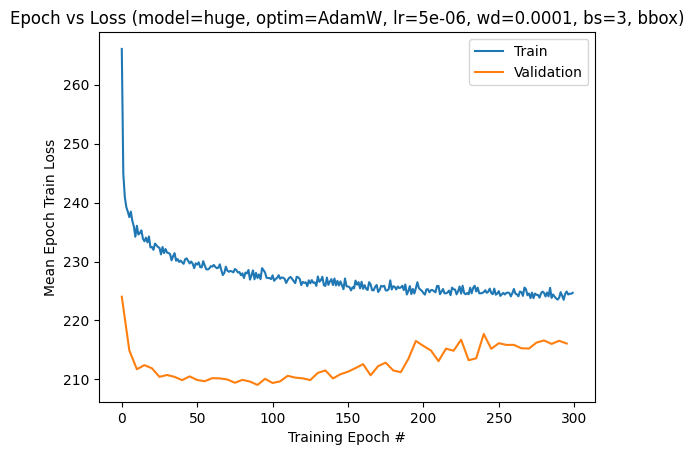 Epoch vs Loss (model=huge, optim=AdamW, lr=5e-06, wd=0.0001, bs=3, bbox)
Train
Validation
260
250
240
230
220
210
Mean Epoch Train Loss
0
50
100
150
200
250
300
Training Epoch #